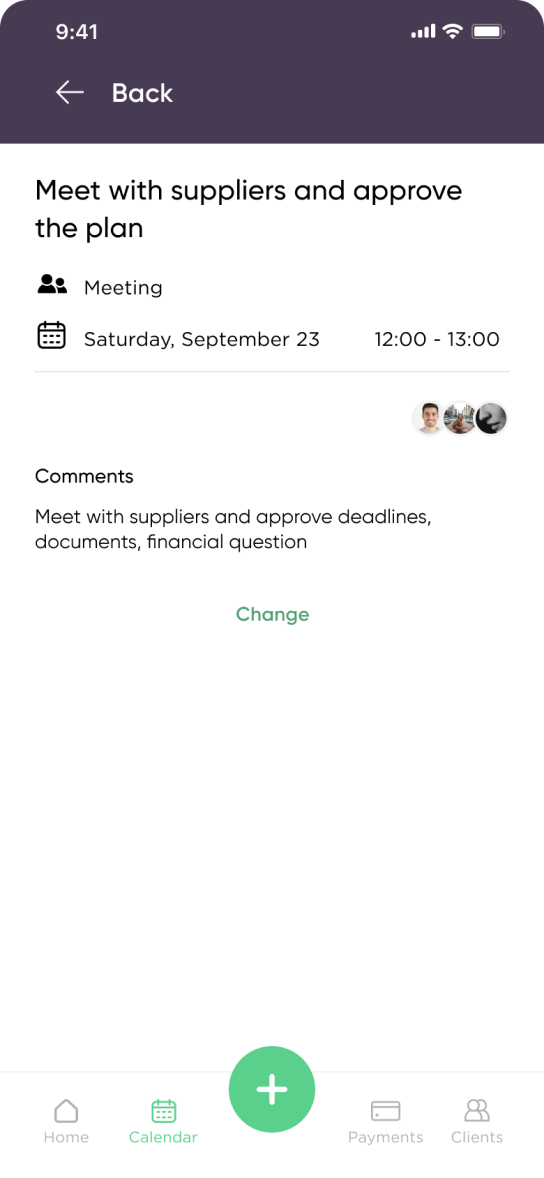 9:41
Back
Meet with suppliers and approve
the plan
Meeting
Saturday, September 23 12:00 - 13:00
Comments
Meet with suppliers and approve deadlines,
documents, financial question
Change
Home Calendar Payments Clients